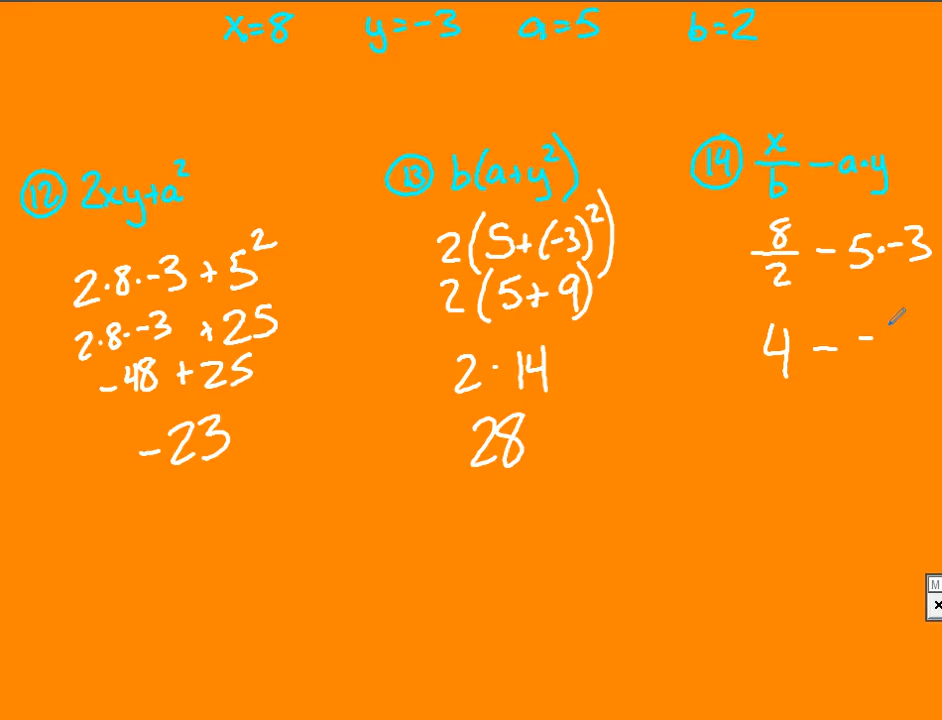 x=8 y=-3 a=5 b=2
⑫ 2xy+a²
2·8·-3 + 5²
2·8·-3 +25
-48 +25
-23
⑬ b(a+y²)
2(5+(-3)²)
2(5+9)
2·14
28
⑭ x/b - a·y
8/2 - 5·-3
4 - -
M
×